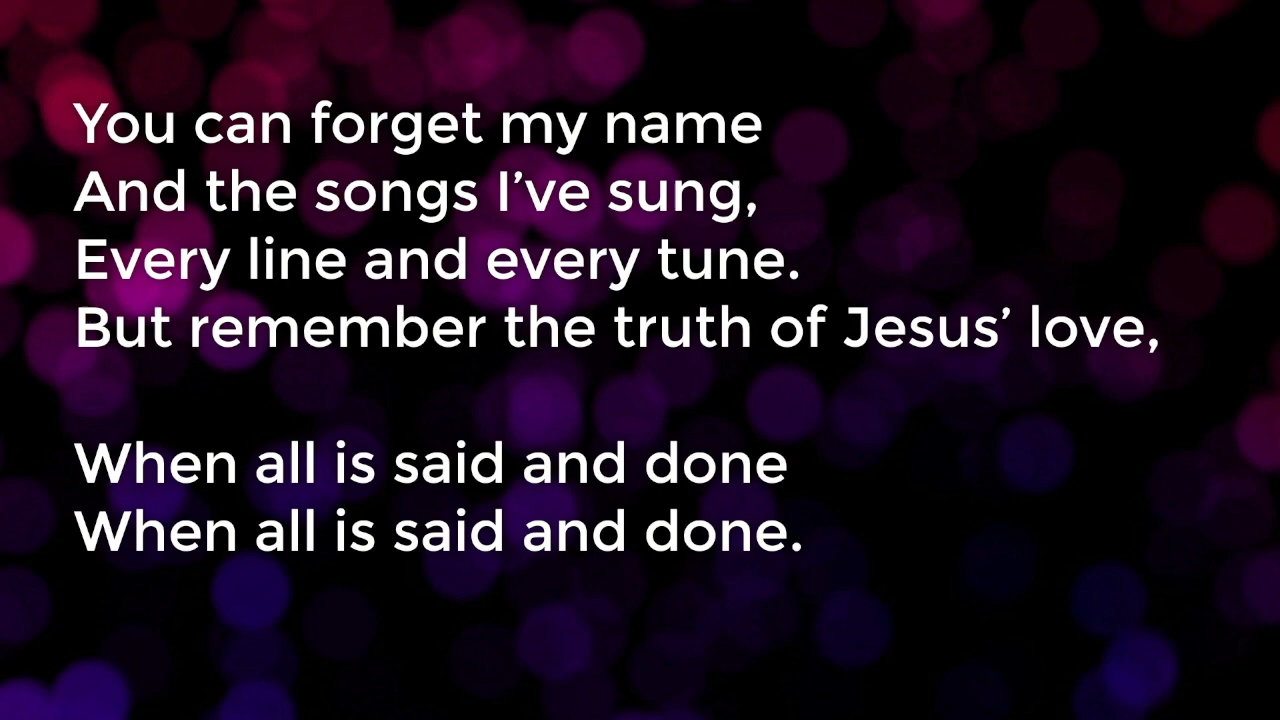 You can forget my name
And the songs I’ve sung,
Every line and every tune.
But remember the truth of Jesus’ love,
When all is said and done
When all is said and done.